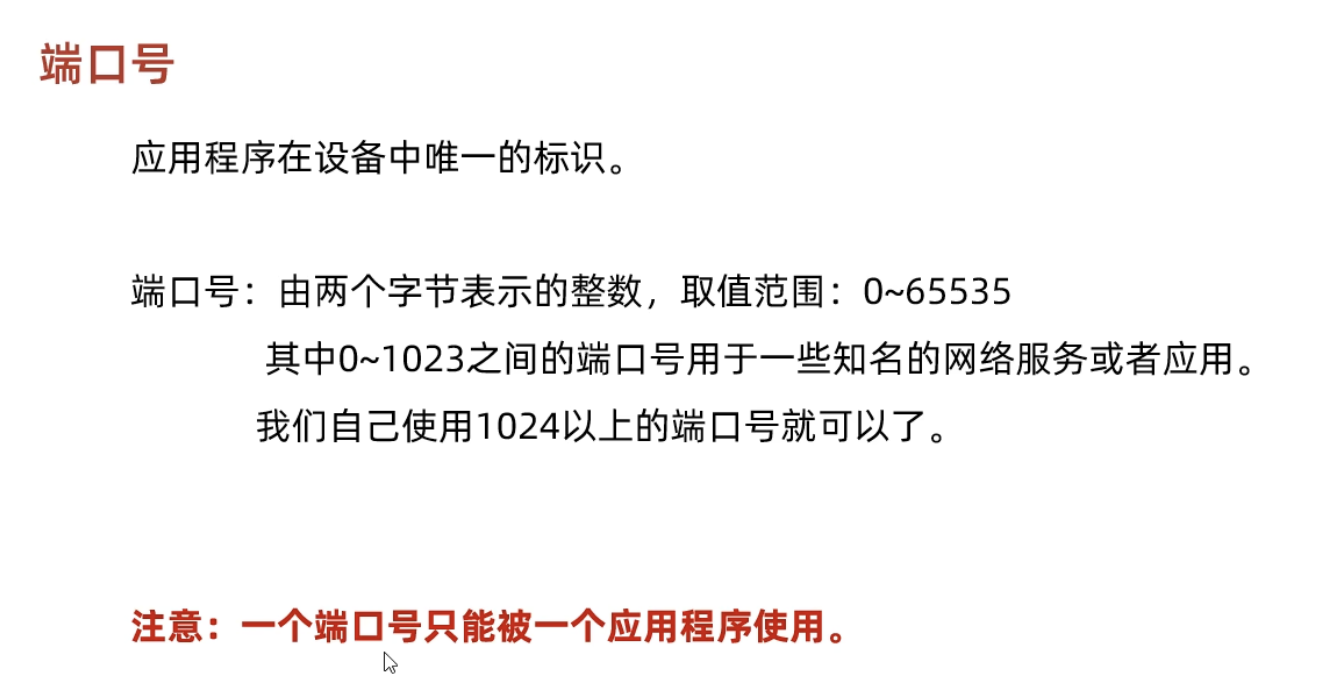 端口号
应用程序在设备中唯一的标识。
端口号：由两个字节表示的整数，取值范围：0~65535
其中0~1023之间的端口号用于一些知名的网络服务或者应用。
我们自己使用1024以上的端口号就可以了。
注意：一个端口号只能被一个应用程序使用。